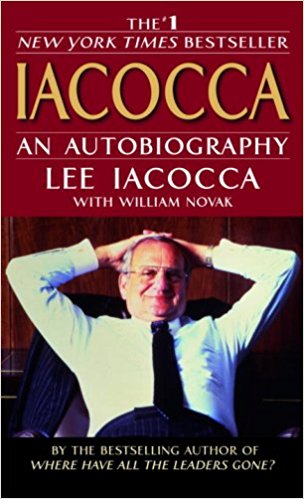 THE #1
NEW YORK TIMES BESTSELLER
IACOCCA
AN AUTOBIOGRAPHY
LEE IACOCCA
WITH WILLIAM NOVAK
BY THE BESTSELLING AUTHOR OF
WHERE HAVE ALL THE LEADERS GONE?